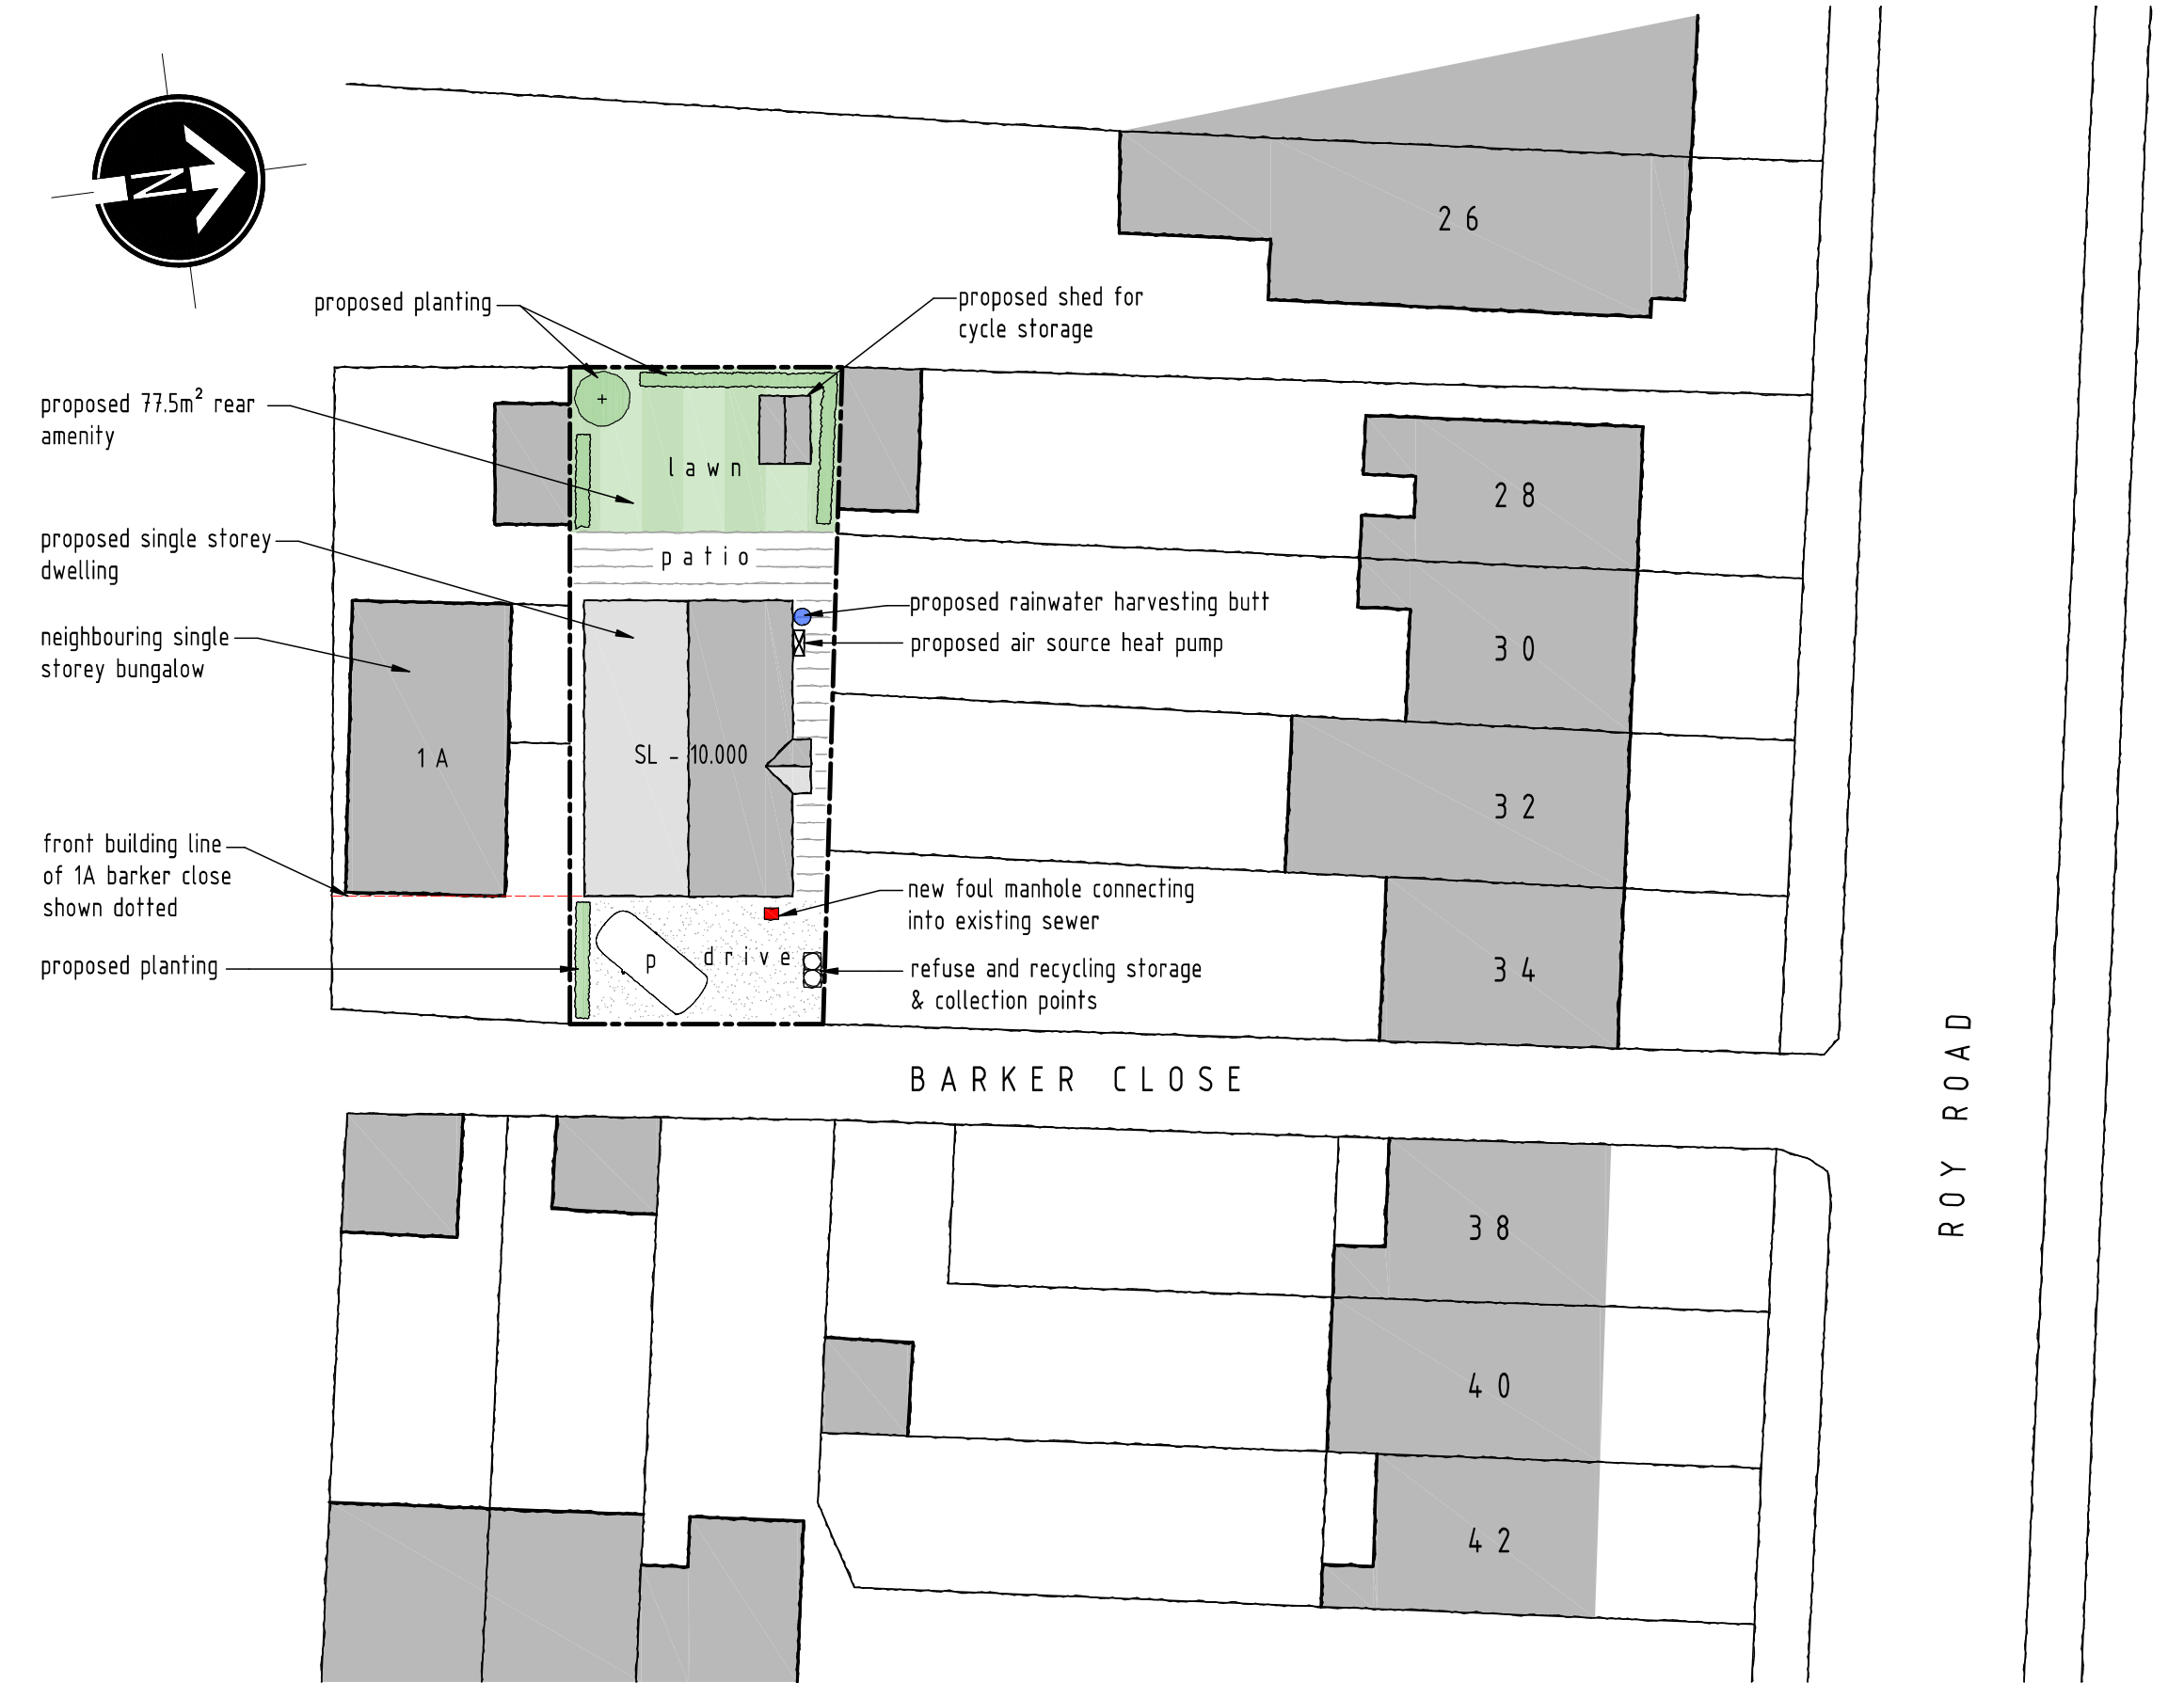 N
26
proposed planting
proposed shed for
cycle storage
proposed 77.5m² rear
amenity
lawn
28
proposed single storey
dwelling
patio
proposed rainwater harvesting butt
neighbouring single
storey bungalow
proposed air source heat pump
30
1A
SL - 10.000
32
front building line
of 1A barker close
shown dotted
new foul manhole connecting
into existing sewer
proposed planting
p
drive
refuse and recycling storage
& collection points
34
BARKER CLOSE
ROY ROAD
38
40
42